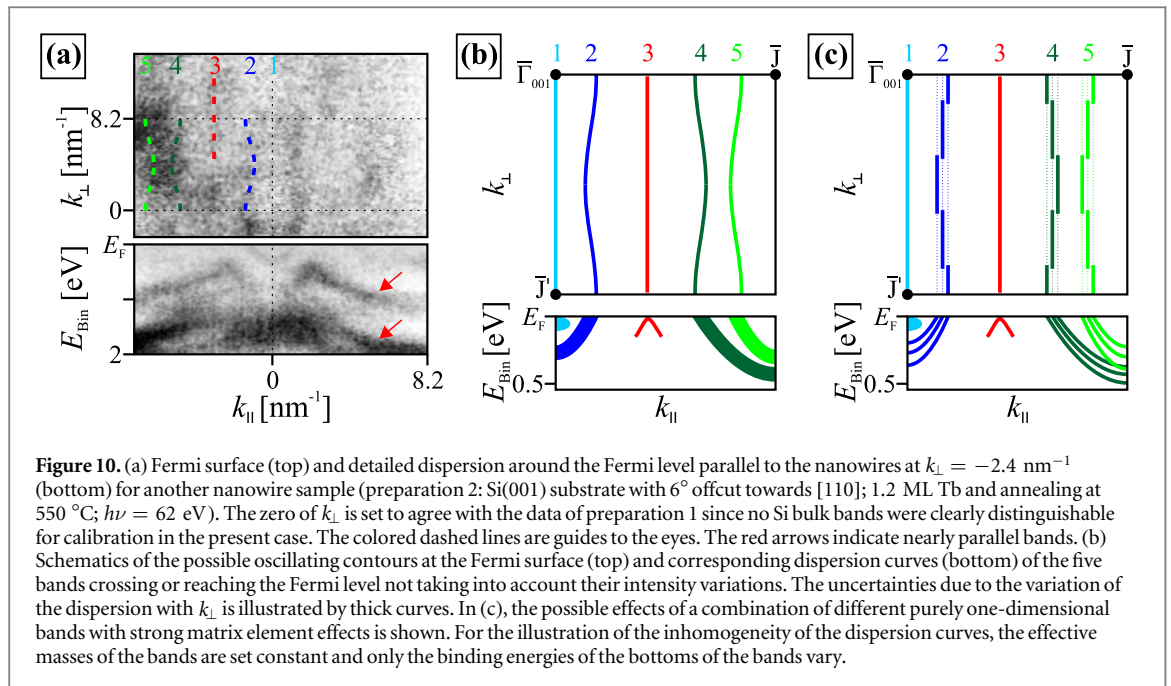 (a)
5 4 3 2 1
8.2
k⊥ [nm⁻¹]
0
E_F
E_Bin [eV]
2
0
8.2
k_|| [nm⁻¹]
(b)
1 2 3 4 5
Γ̅₀₀₁
J̅
k⊥
J̅'
E_F
E_Bin [eV]
0.5
k_||
(c)
1 2 3 4 5
Γ̅₀₀₁
J̅
k⊥
J̅'
E_F
E_Bin [eV]
0.5
k_||
Figure 10. (a) Fermi surface (top) and detailed dispersion around the Fermi level parallel to the nanowires at k⊥ = −2.4 nm⁻¹
(bottom) for another nanowire sample (preparation 2: Si(001) substrate with 6° offcut towards [110]; 1.2 ML Tb and annealing at
550 °C; hν = 62 eV). The zero of k⊥ is set to agree with the data of preparation 1 since no Si bulk bands were clearly distinguishable
for calibration in the present case. The colored dashed lines are guides to the eyes. The red arrows indicate nearly parallel bands. (b)
Schematics of the possible oscillating contours at the Fermi surface (top) and corresponding dispersion curves (bottom) of the five
bands crossing or reaching the Fermi level not taking into account their intensity variations. The uncertainties due to the variation of
the dispersion with k⊥ is illustrated by thick curves. In (c), the possible effects of a combination of different purely one-dimensional
bands with strong matrix element effects is shown. For the illustration of the inhomogeneity of the dispersion curves, the effective
masses of the bands are set constant and only the binding energies of the bottoms of the bands vary.